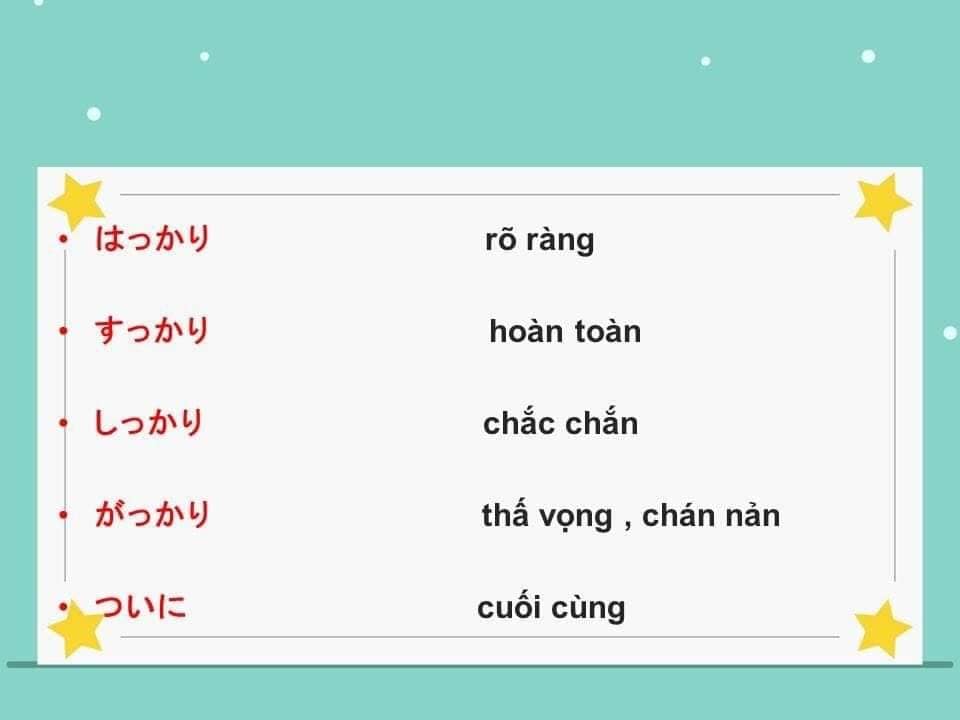 • はっかり rõ ràng
• すっかり hoàn toàn
• しっかり chắc chắn
• がっかり thấ vọng , chán nản
• ついに cuối cùng